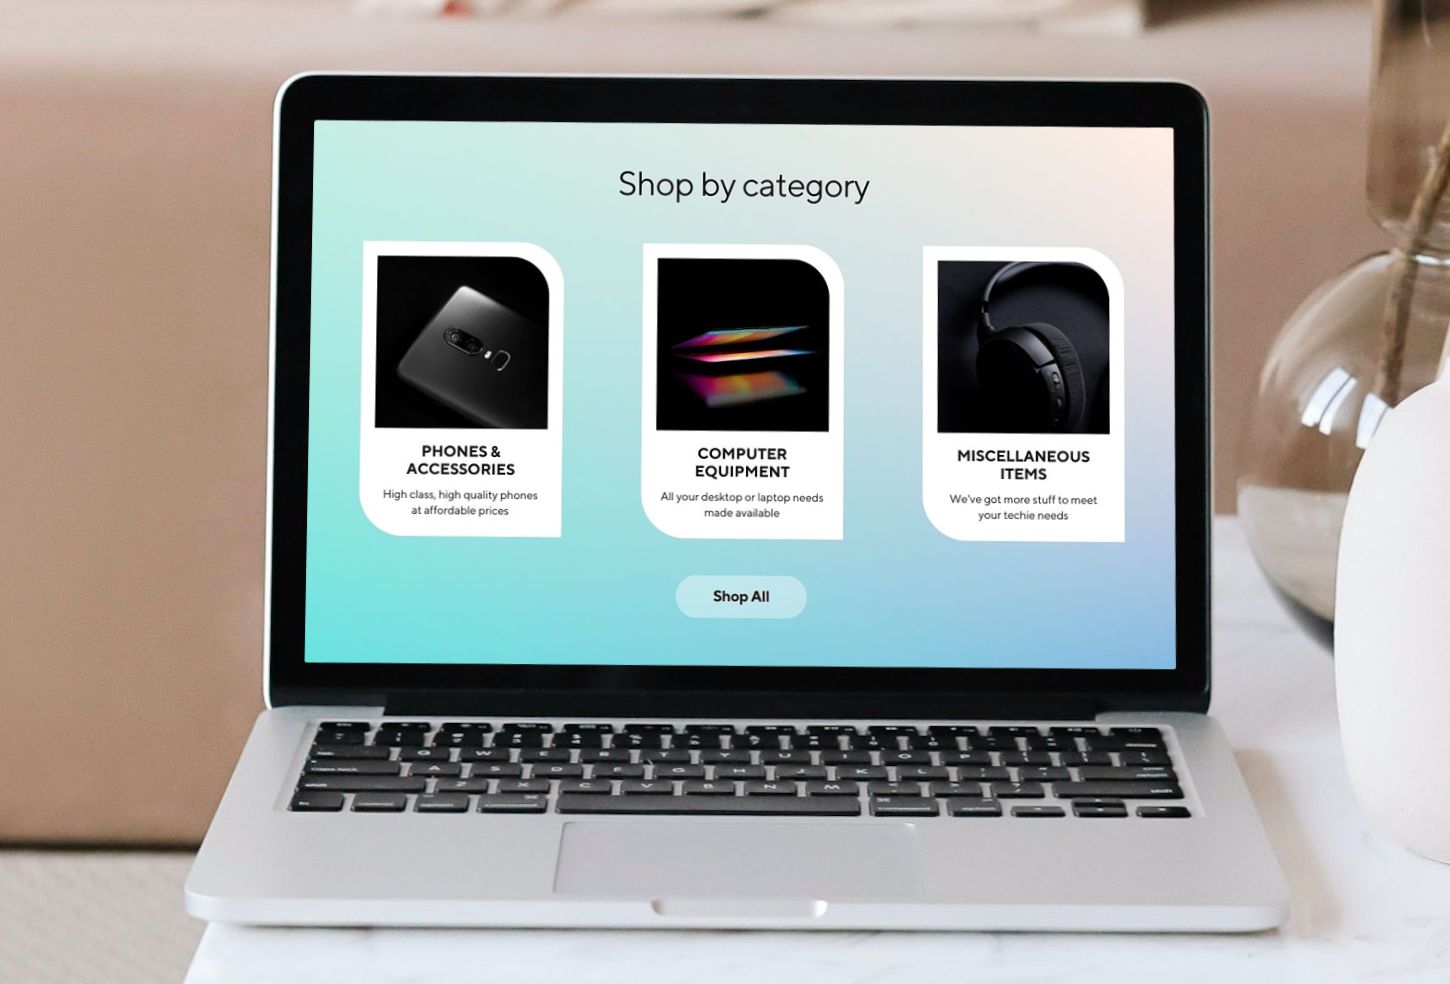 Shop by category
PHONES &
ACCESSORIES
High class, high quality phones
at affordable prices
COMPUTER
EQUIPMENT
All your desktop or laptop needs
made available
MISCELLANEOUS
ITEMS
We've got more stuff to meet
your techie needs
Shop All